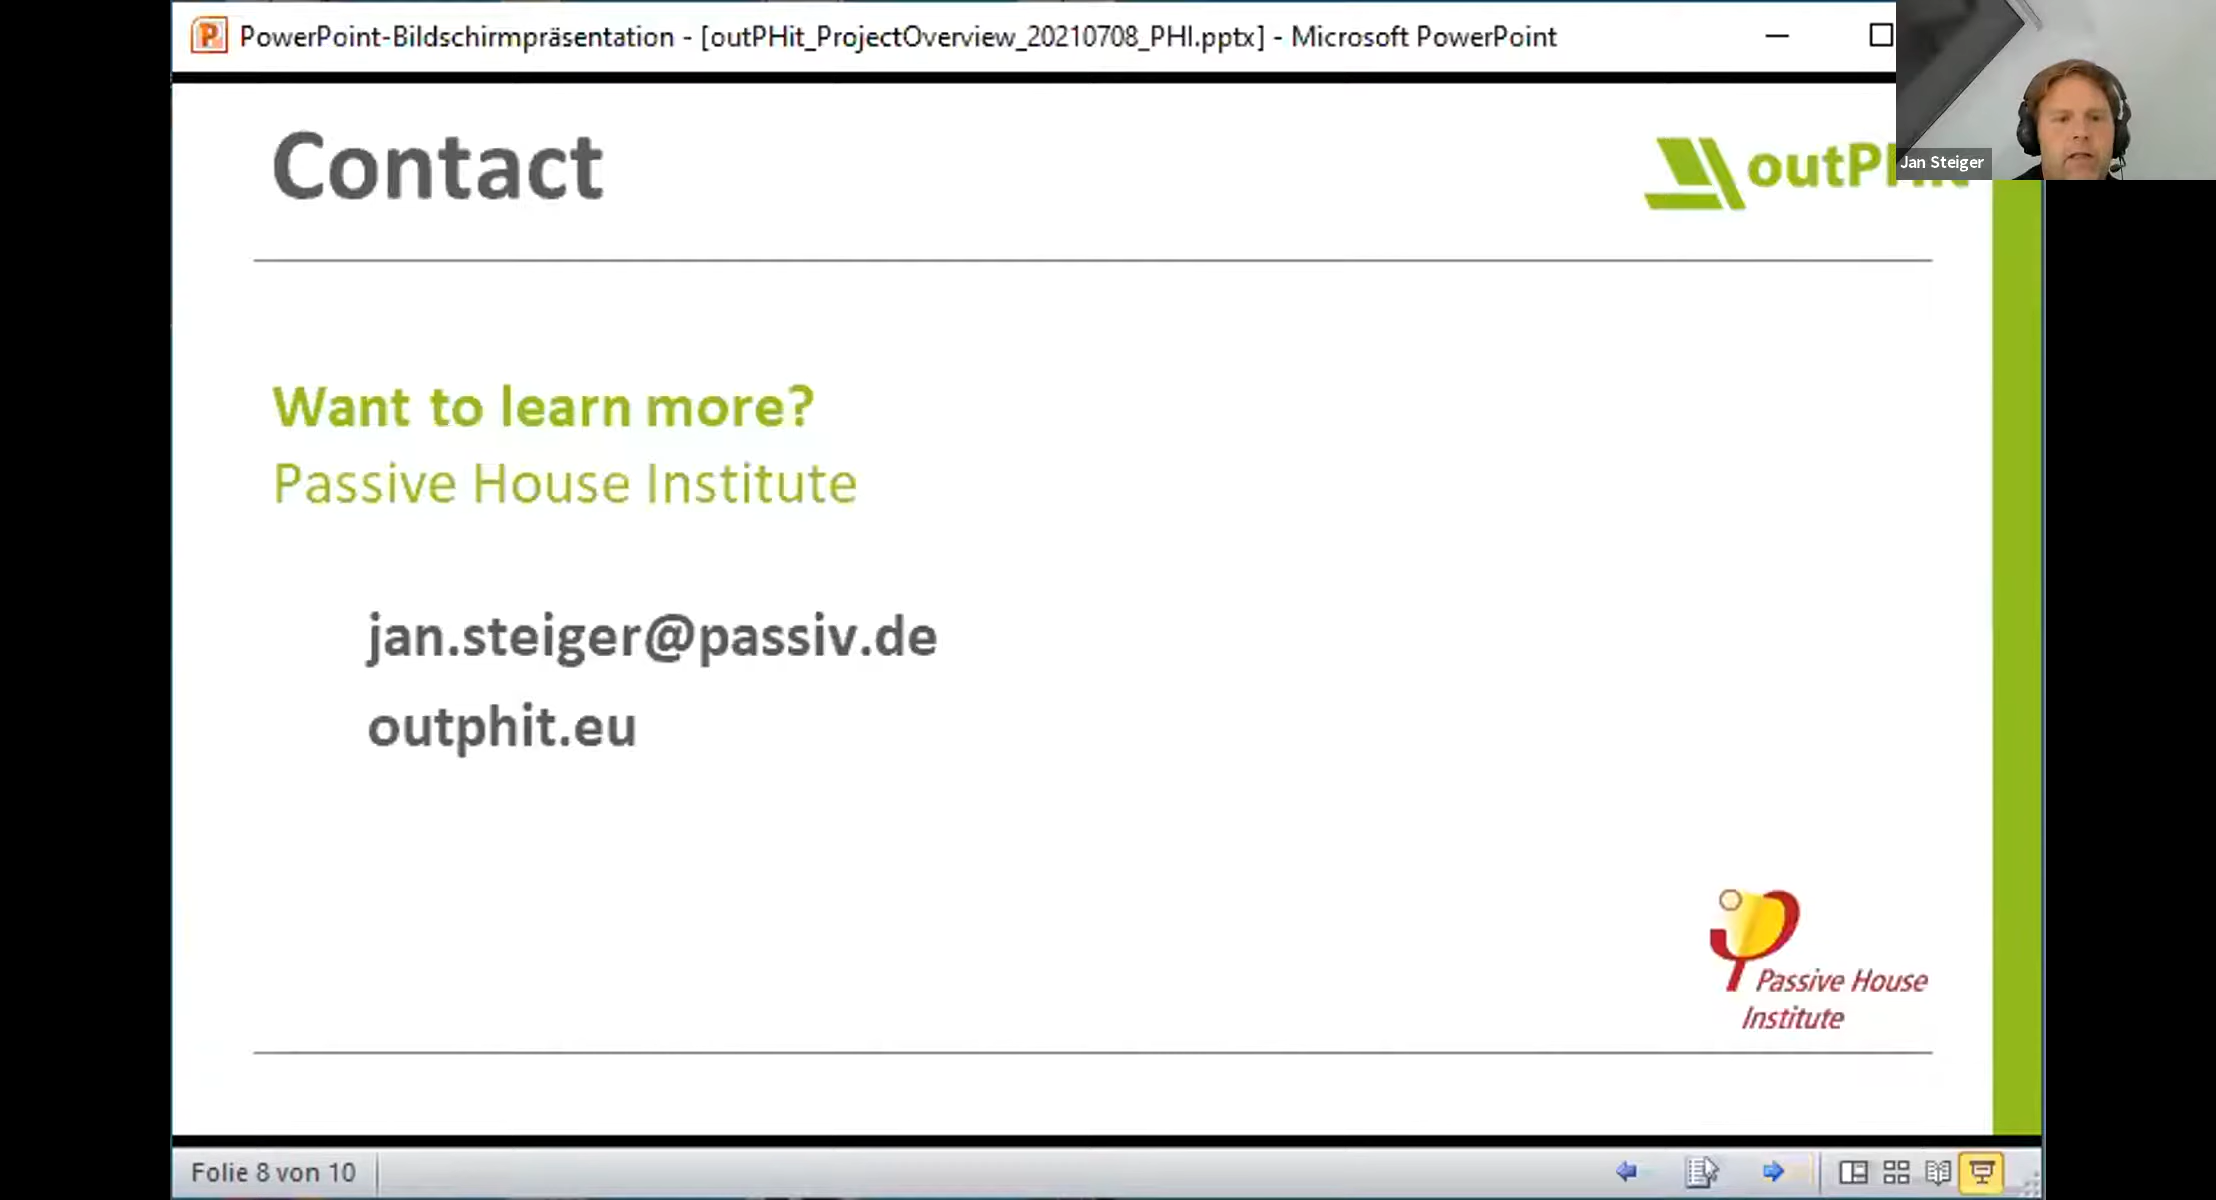 PowerPoint-Bildschirmpräsentation - [outPHit_ProjectOverview_20210708_PHI.pptx] - Microsoft PowerPoint
Jan Steiger
Contact
outPHit
Want to learn more?
Passive House Institute
jan.steiger@passiv.de
outphit.eu
Passive House
Institute
Folie 8 von 10